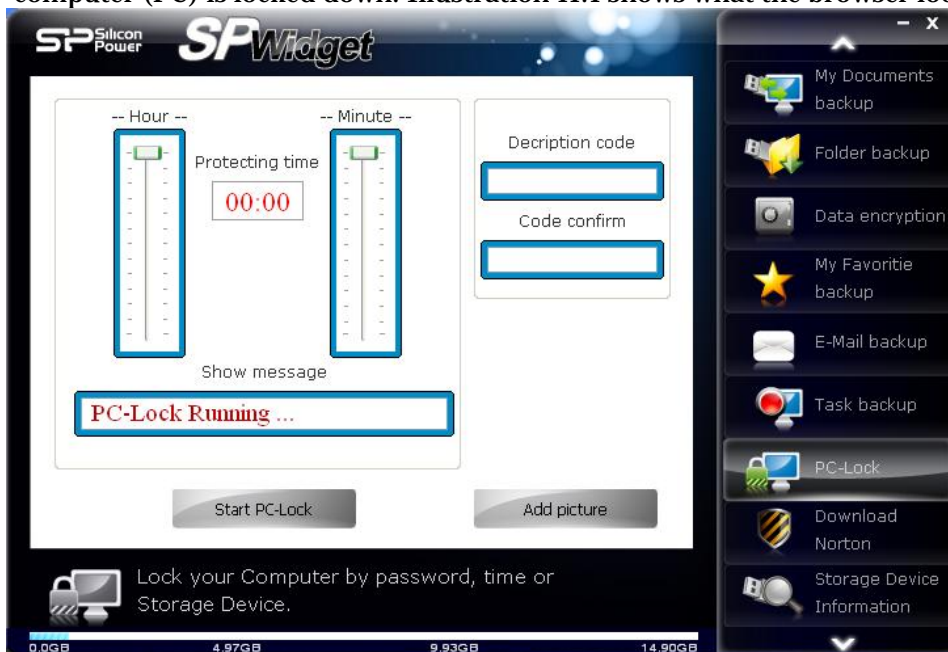 computer (PC) is locked down. Illustration 11.1 shows what the browser loo
SP Silicon Power
SPWidget
- x
-- Hour --
-- Minute --
Protecting time
00:00
Show message
PC-Lock Running ...
Decription code
Code confirm
Start PC-Lock
Add picture
Lock your Computer by password, time or
Storage Device.
0.0GB 4.97GB 9.93GB 14.90GB
My Documents
backup
Folder backup
Data encryption
My Favoritie
backup
E-Mail backup
Task backup
PC-Lock
Download
Norton
Storage Device
Information